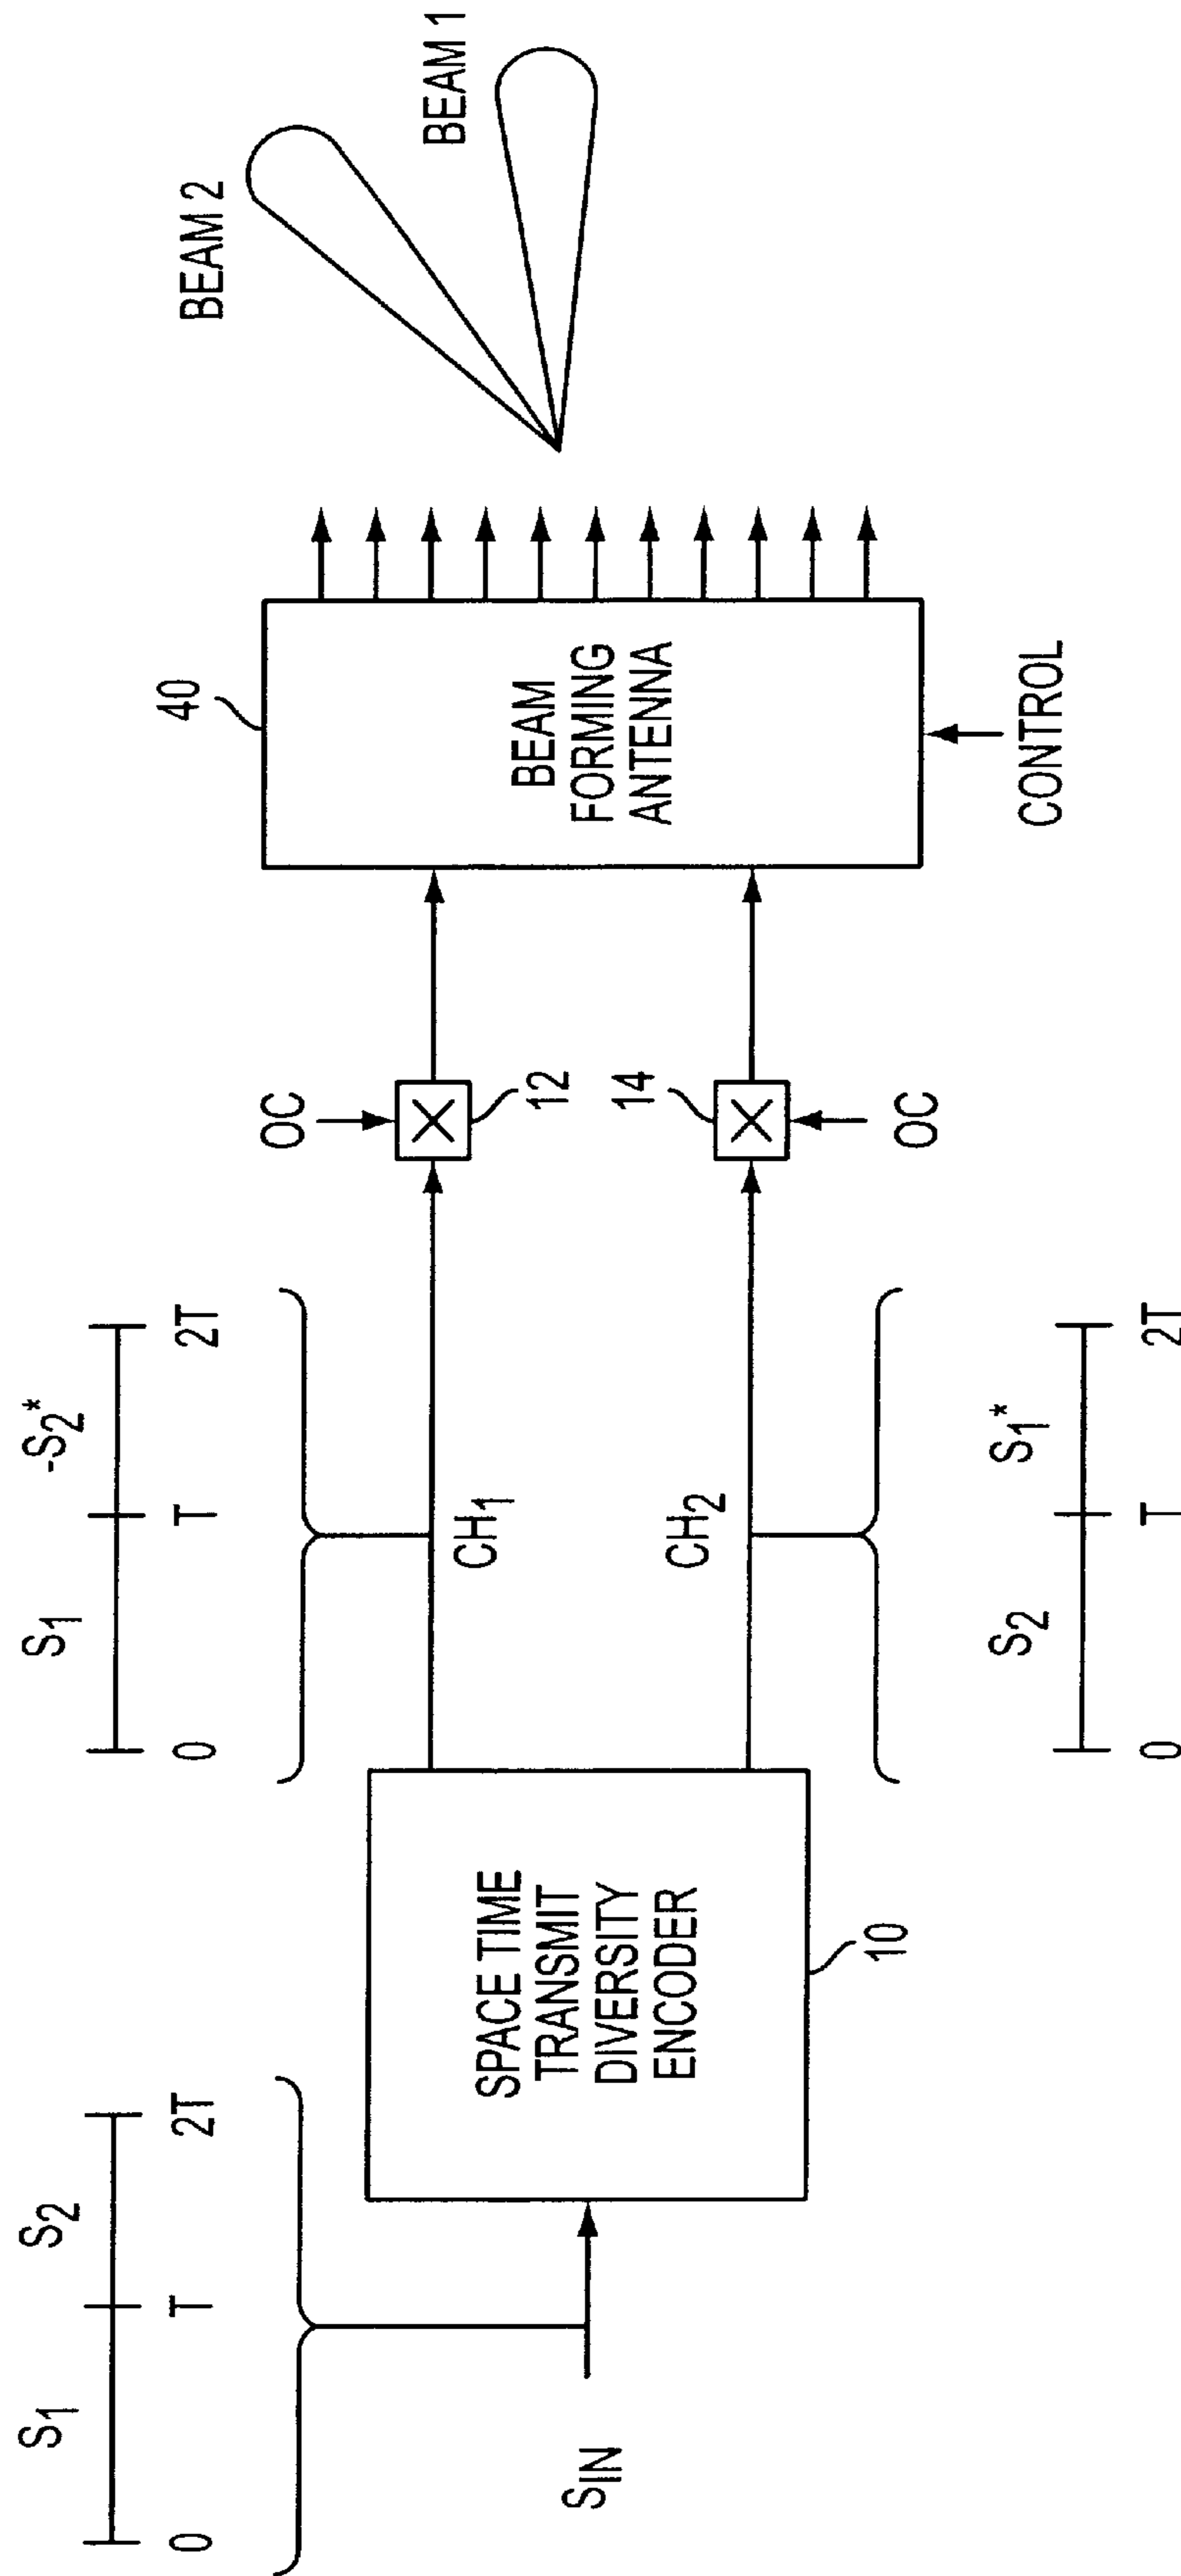 S1 S2
0 T 2T
SIN
SPACE TIME
TRANSMIT
DIVERSITY
ENCODER
10
S1 -S2*
0 T 2T
CH1
CH2
S2 S1*
0 T 2T
OC
12
14
OC
40
BEAM
FORMING
ANTENNA
CONTROL
BEAM 2
BEAM 1